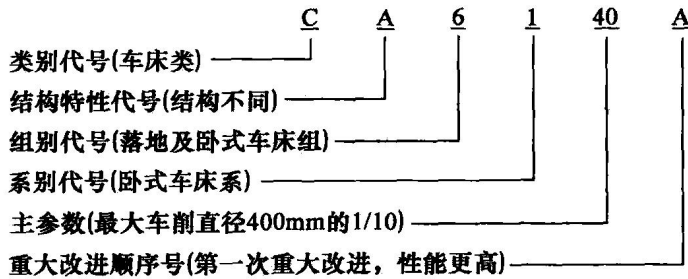 C A 6 1 40 A
类别代号(车床类)
结构特性代号(结构不同)
组别代号(落地及卧式车床组)
系别代号(卧式车床系)
主参数(最大车削直径400mm的1/10)
重大改进顺序号(第一次重大改进，性能更高)